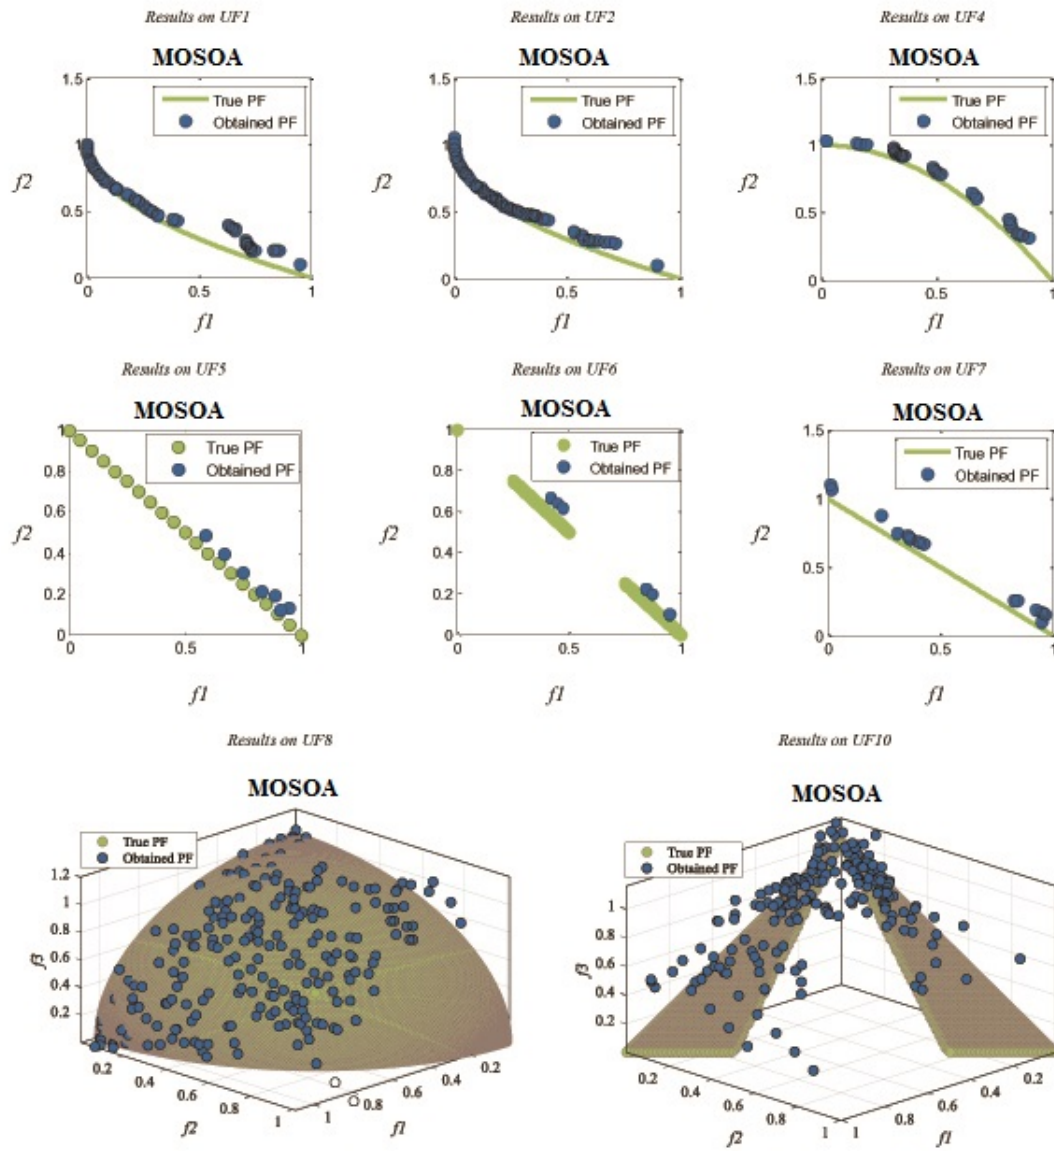 Results on UF1
MOSOA
1.5
True PF
Obtained PF
1
f2
0.5
0
0
0.5
1
f1
Results on UF2
MOSOA
1.5
True PF
Obtained PF
1
f2
0.5
0
0
0.5
1
f1
Results on UF4
MOSOA
1.5
True PF
Obtained PF
1
f2
0.5
0
0
0.5
1
f1
Results on UF5
MOSOA
1
True PF
Obtained PF
0.8
0.6
f2
0.4
0.2
0
0
0.5
1
f1
Results on UF6
MOSOA
1
True PF
Obtained PF
0.8
0.6
f2
0.4
0.2
0
0
0.5
1
f1
Results on UF7
MOSOA
1.5
True PF
Obtained PF
1
f2
0.5
0
0
0.5
1
f1
Results on UF8
MOSOA
True PF
Obtained PF
1.2
1
0.8
f3
0.6
0.4
0.2
0.2
0.4
0.6
0.8
1
f2
1
0.8
0.6
0.4
0.2
f1
Results on UF10
MOSOA
True PF
Obtained PF
1
0.8
f3
0.6
0.4
0.2
0.2
0.4
0.6
0.8
1
f2
1
0.8
0.6
0.4
0.2
f1